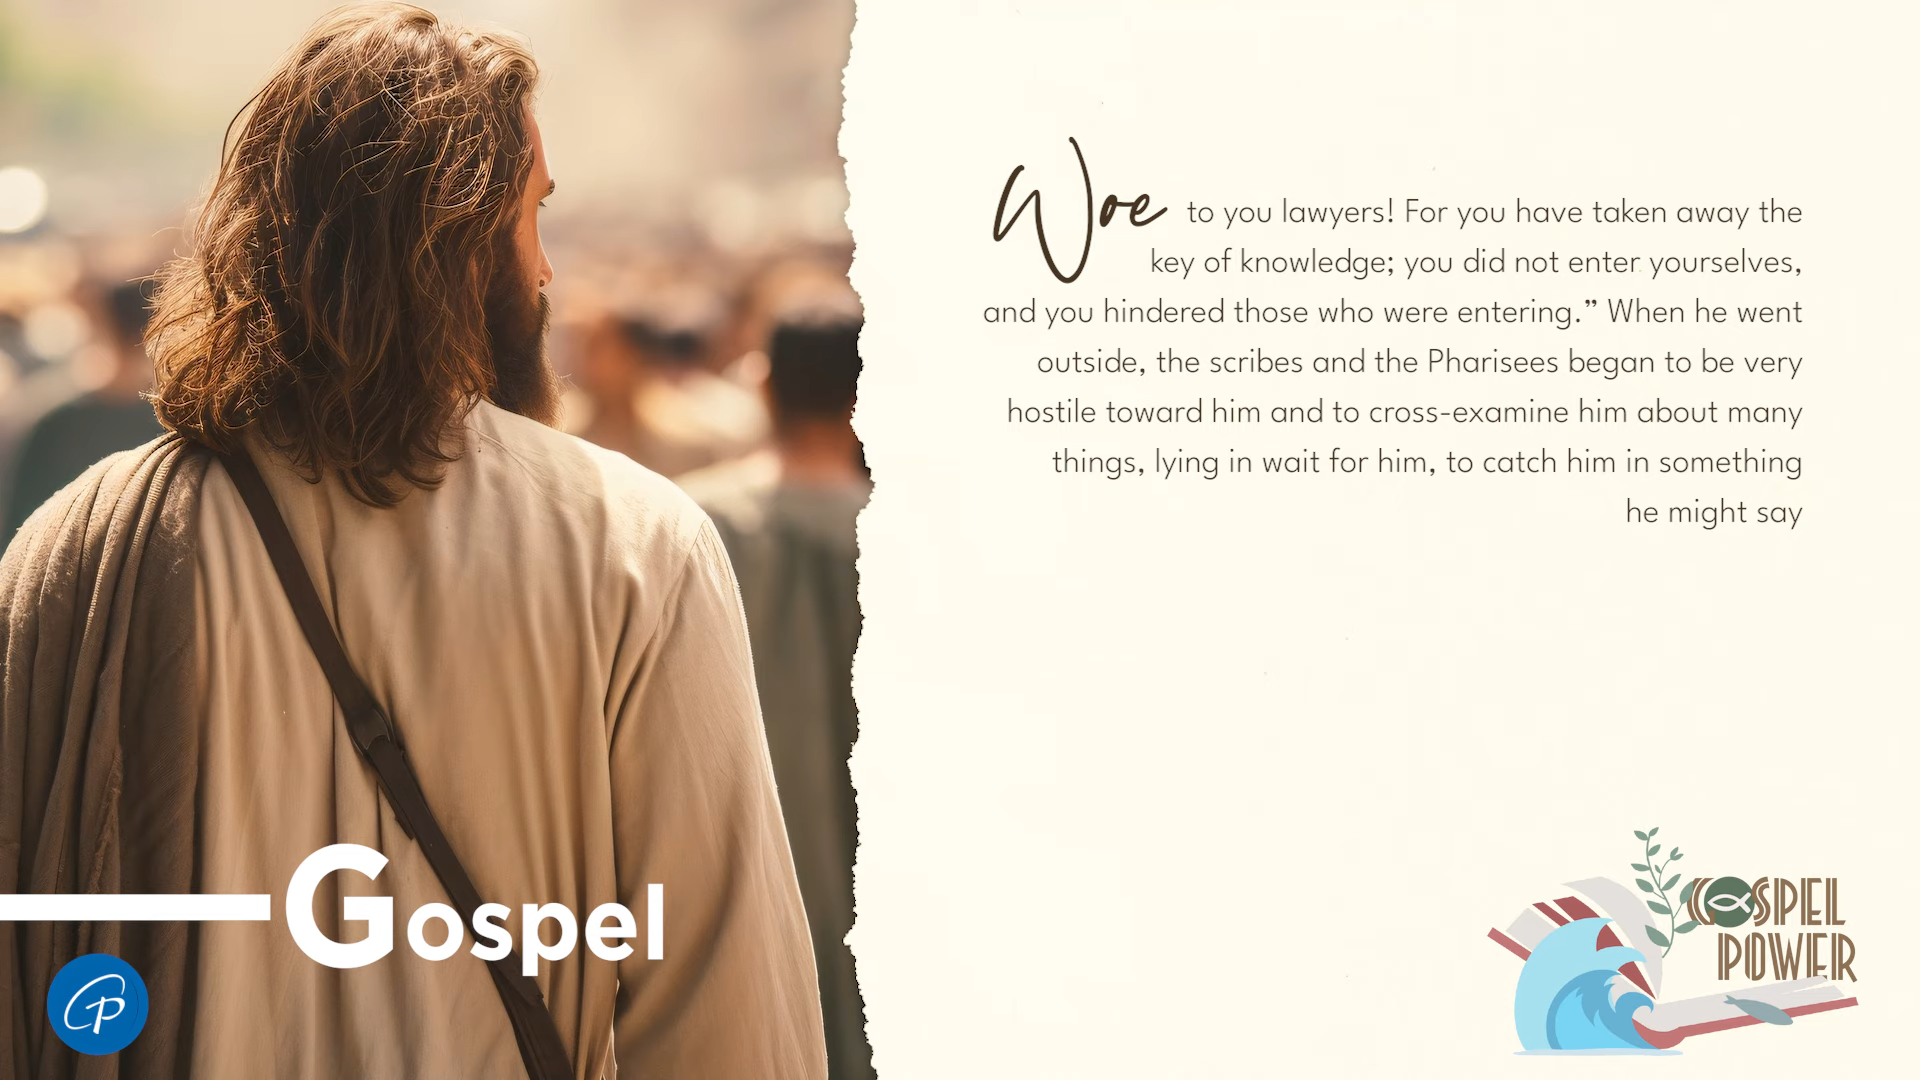 Woe to you lawyers! For you have taken away the
key of knowledge; you did not enter yourselves,
and you hindered those who were entering.” When he went
outside, the scribes and the Pharisees began to be very
hostile toward him and to cross-examine him about many
things, lying in wait for him, to catch him in something
he might say
Gospel
GP
GOSPEL
POWER